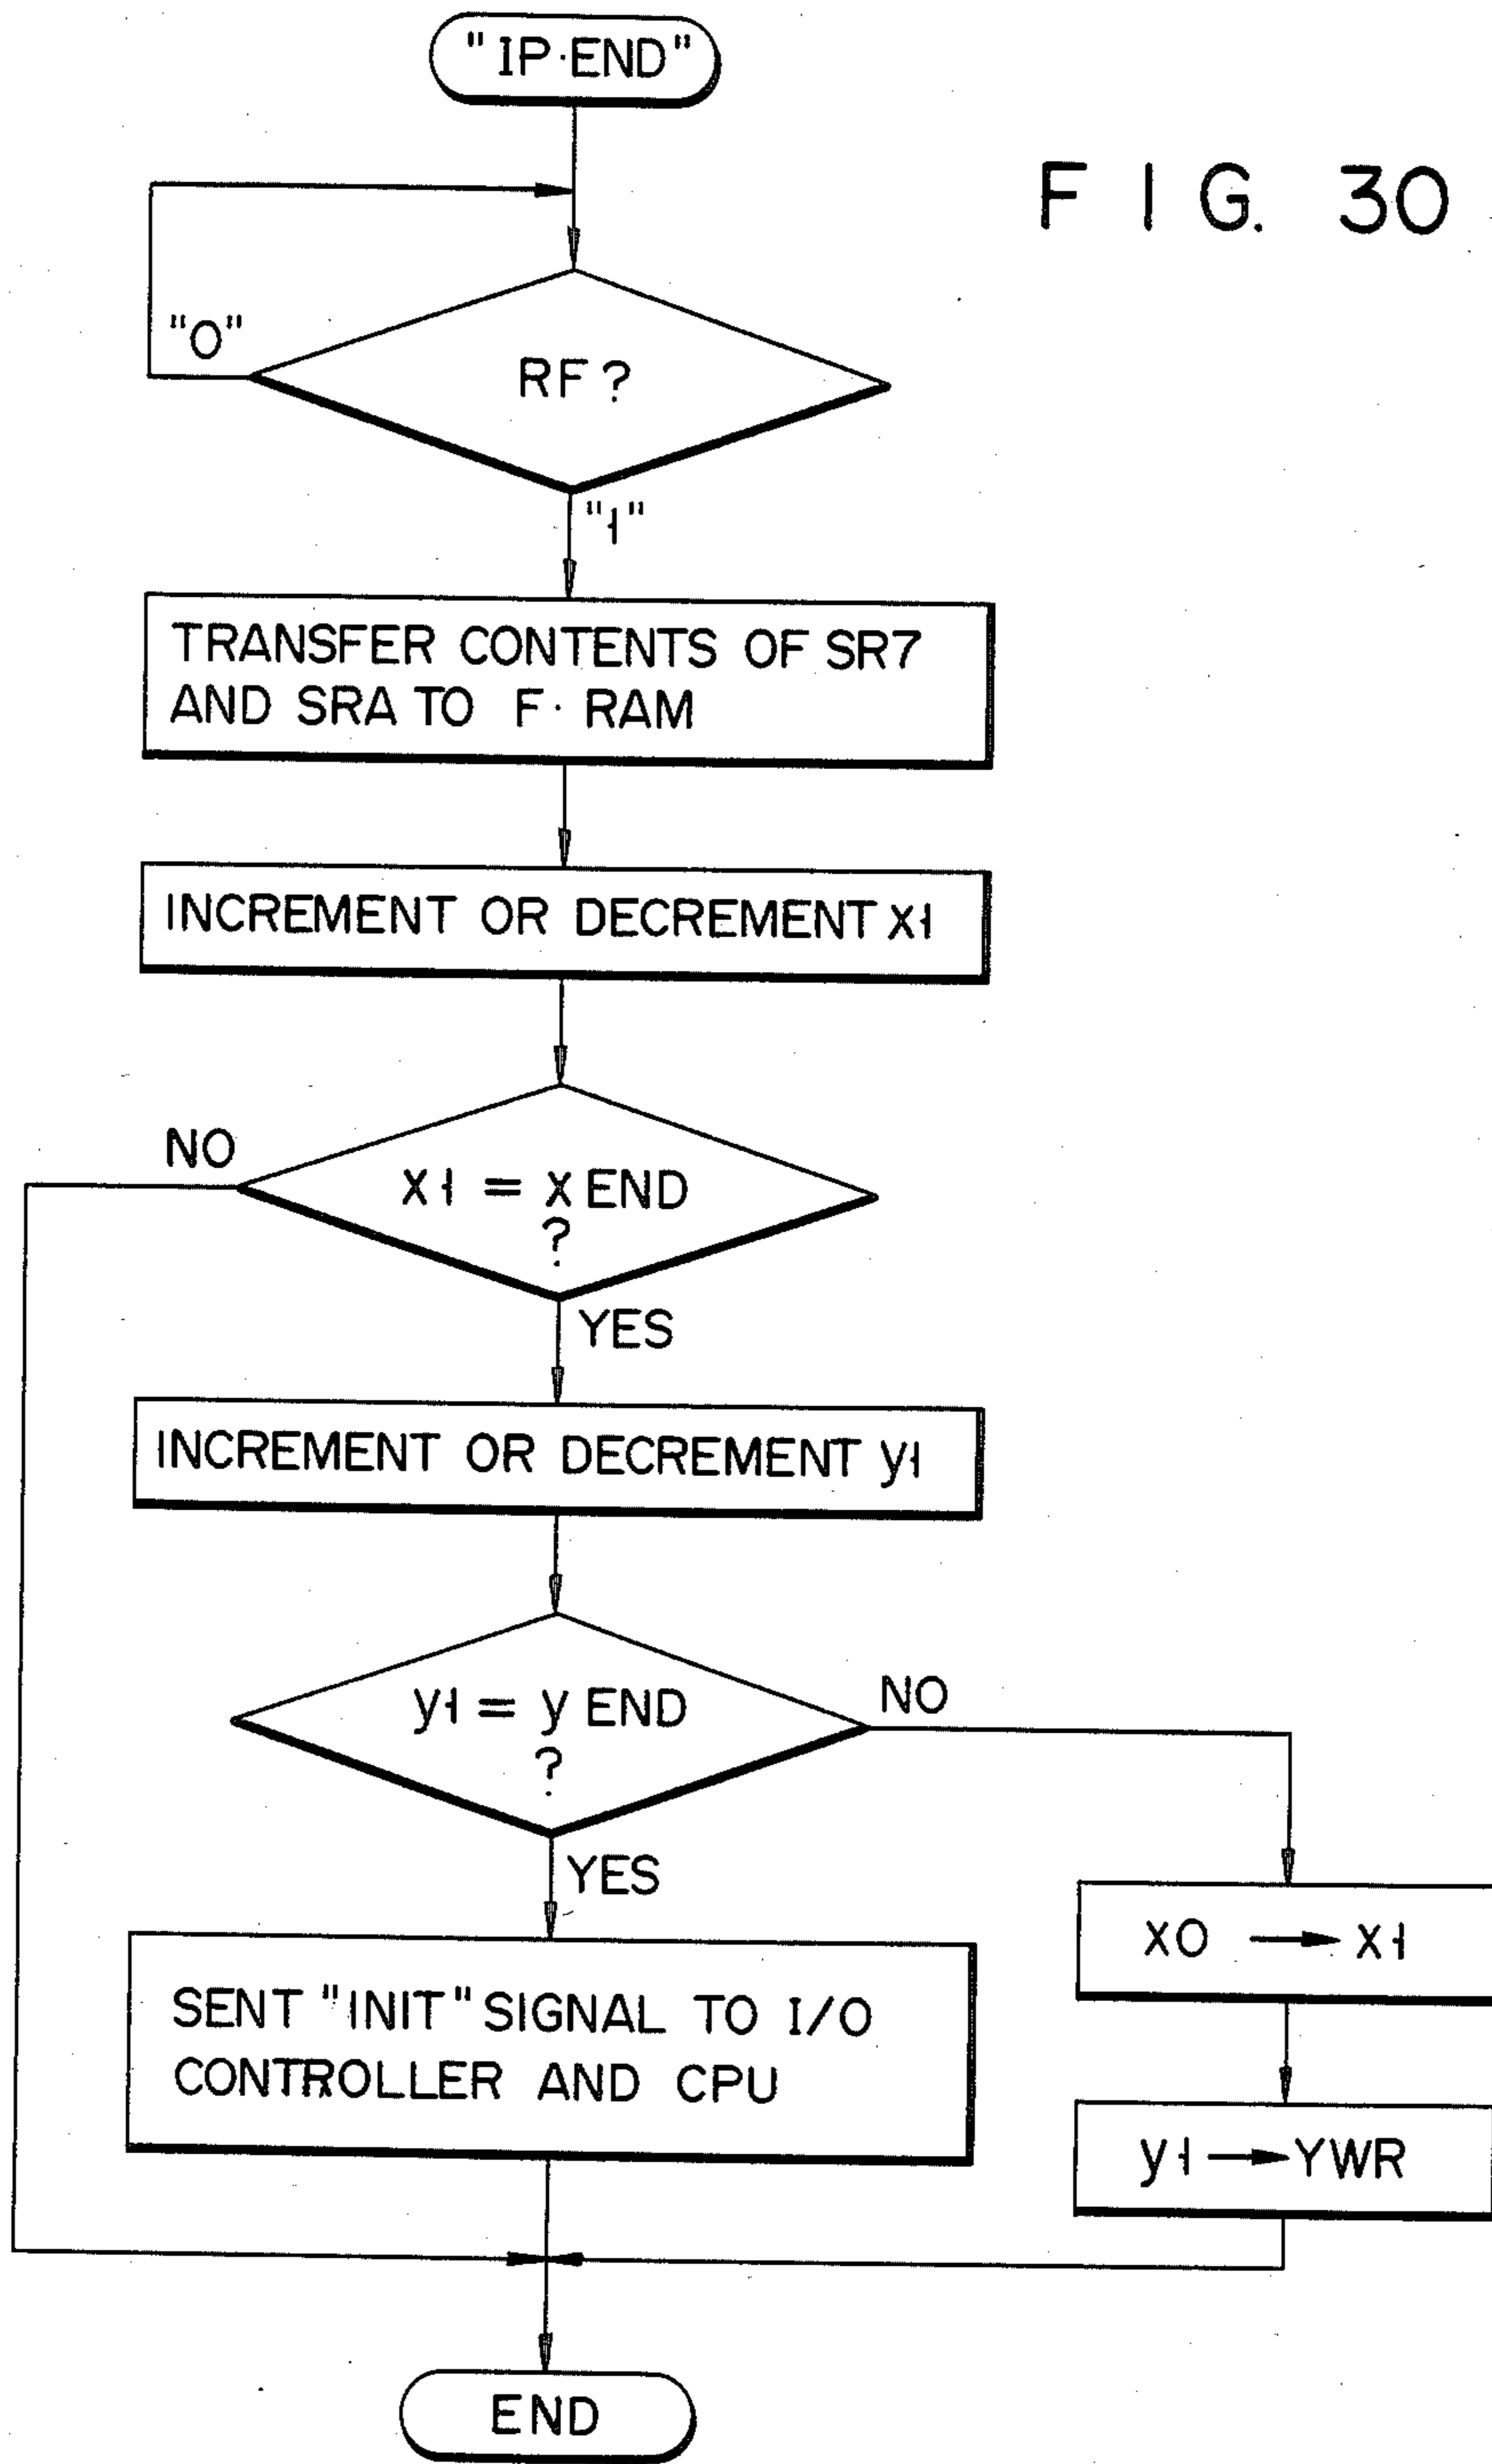 "IP·END"
FIG. 30
"0"
RF?
"1"
TRANSFER CONTENTS OF SR7
AND SRA TO F·RAM
INCREMENT OR DECREMENT x1
NO
x1 = x END
?
YES
INCREMENT OR DECREMENT y1
y1 = y END
?
NO
YES
x0 → x1
SENT "INIT" SIGNAL TO I/O
CONTROLLER AND CPU
y1 → YWR
END